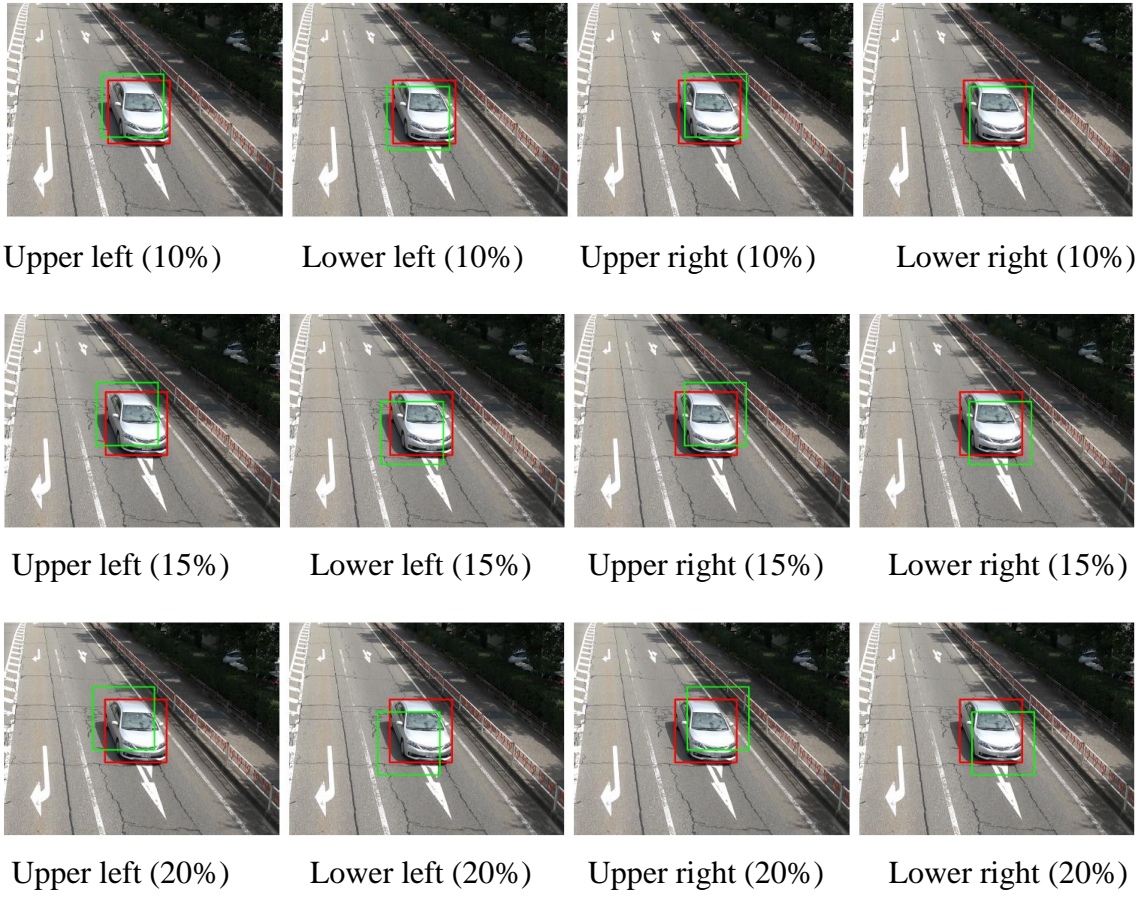 Upper left (10%) Lower left (10%) Upper right (10%) Lower right (10%)
Upper left (15%) Lower left (15%) Upper right (15%) Lower right (15%)
Upper left (20%) Lower left (20%) Upper right (20%) Lower right (20%)